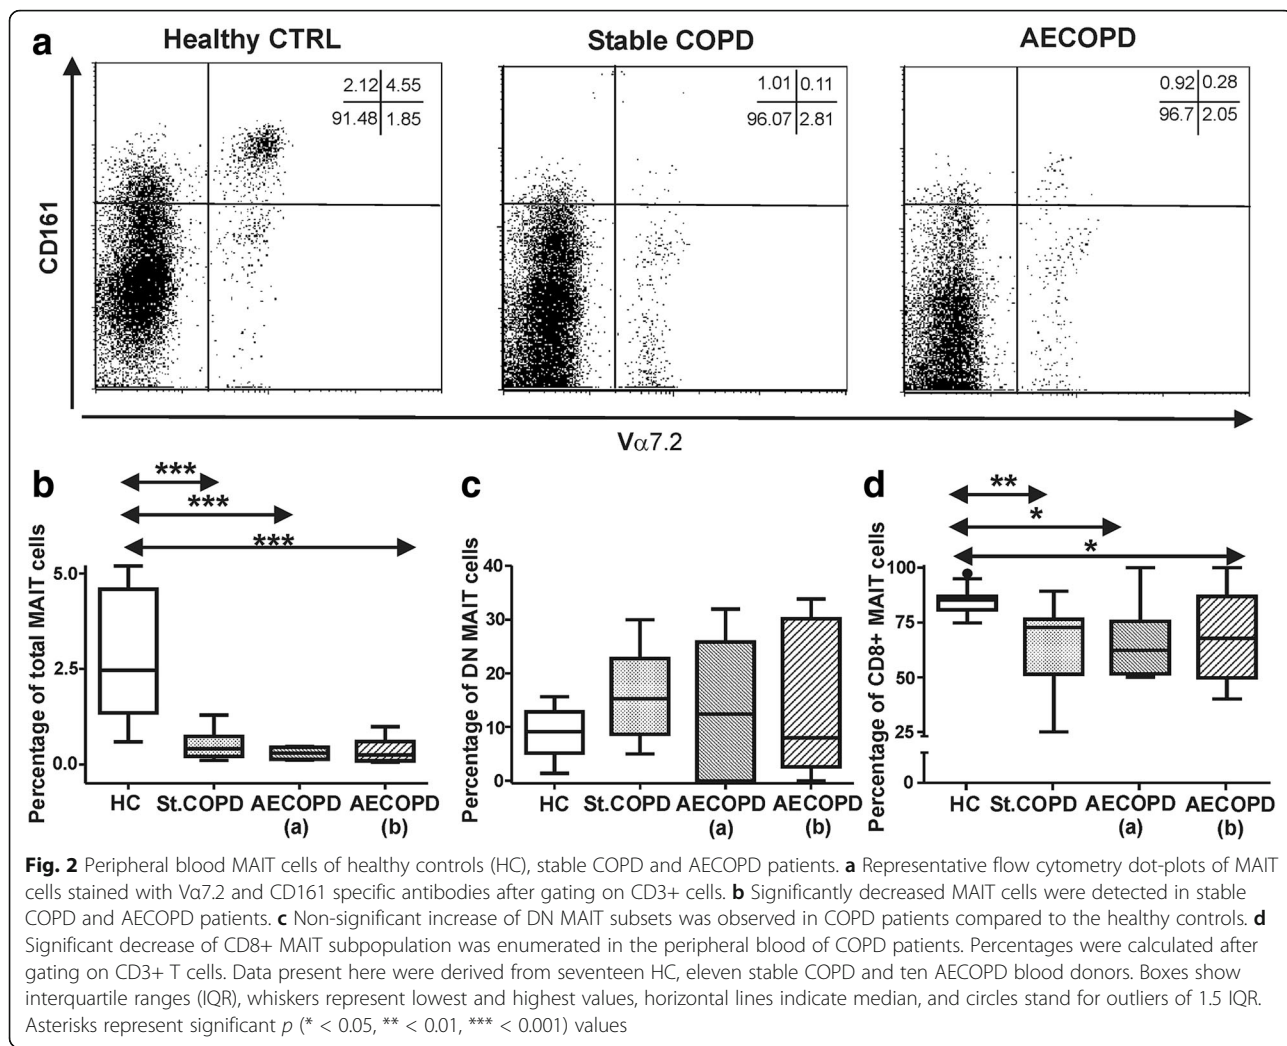 a
Healthy CTRL
Stable COPD
AECOPD
2.12 4.55
91.48 1.85
1.01 0.11
96.07 2.81
0.92 0.28
96.7 2.05
CD161
Vα7.2
b
***
***
***
Percentage of total MAIT cells
5.0
2.5
0.0
HC St.COPD AECOPD AECOPD
(a) (b)
c
Percentage of DN MAIT cells
40
30
20
10
0
HC St.COPD AECOPD AECOPD
(a) (b)
d
**
*
*
Percentage of CD8+ MAIT cells
100
75
50
25
0
HC St.COPD AECOPD AECOPD
(a) (b)
Fig. 2 Peripheral blood MAIT cells of healthy controls (HC), stable COPD and AECOPD patients. a Representative flow cytometry dot-plots of MAIT
cells stained with Vα7.2 and CD161 specific antibodies after gating on CD3+ cells. b Significantly decreased MAIT cells were detected in stable
COPD and AECOPD patients. c Non-significant increase of DN MAIT subsets was observed in COPD patients compared to the healthy controls. d
Significant decrease of CD8+ MAIT subpopulation was enumerated in the peripheral blood of COPD patients. Percentages were calculated after
gating on CD3+ T cells. Data present here were derived from seventeen HC, eleven stable COPD and ten AECOPD blood donors. Boxes show
interquartile ranges (IQR), whiskers represent lowest and highest values, horizontal lines indicate median, and circles stand for outliers of 1.5 IQR.
Asterisks represent significant p (* < 0.05, ** < 0.01, *** < 0.001) values